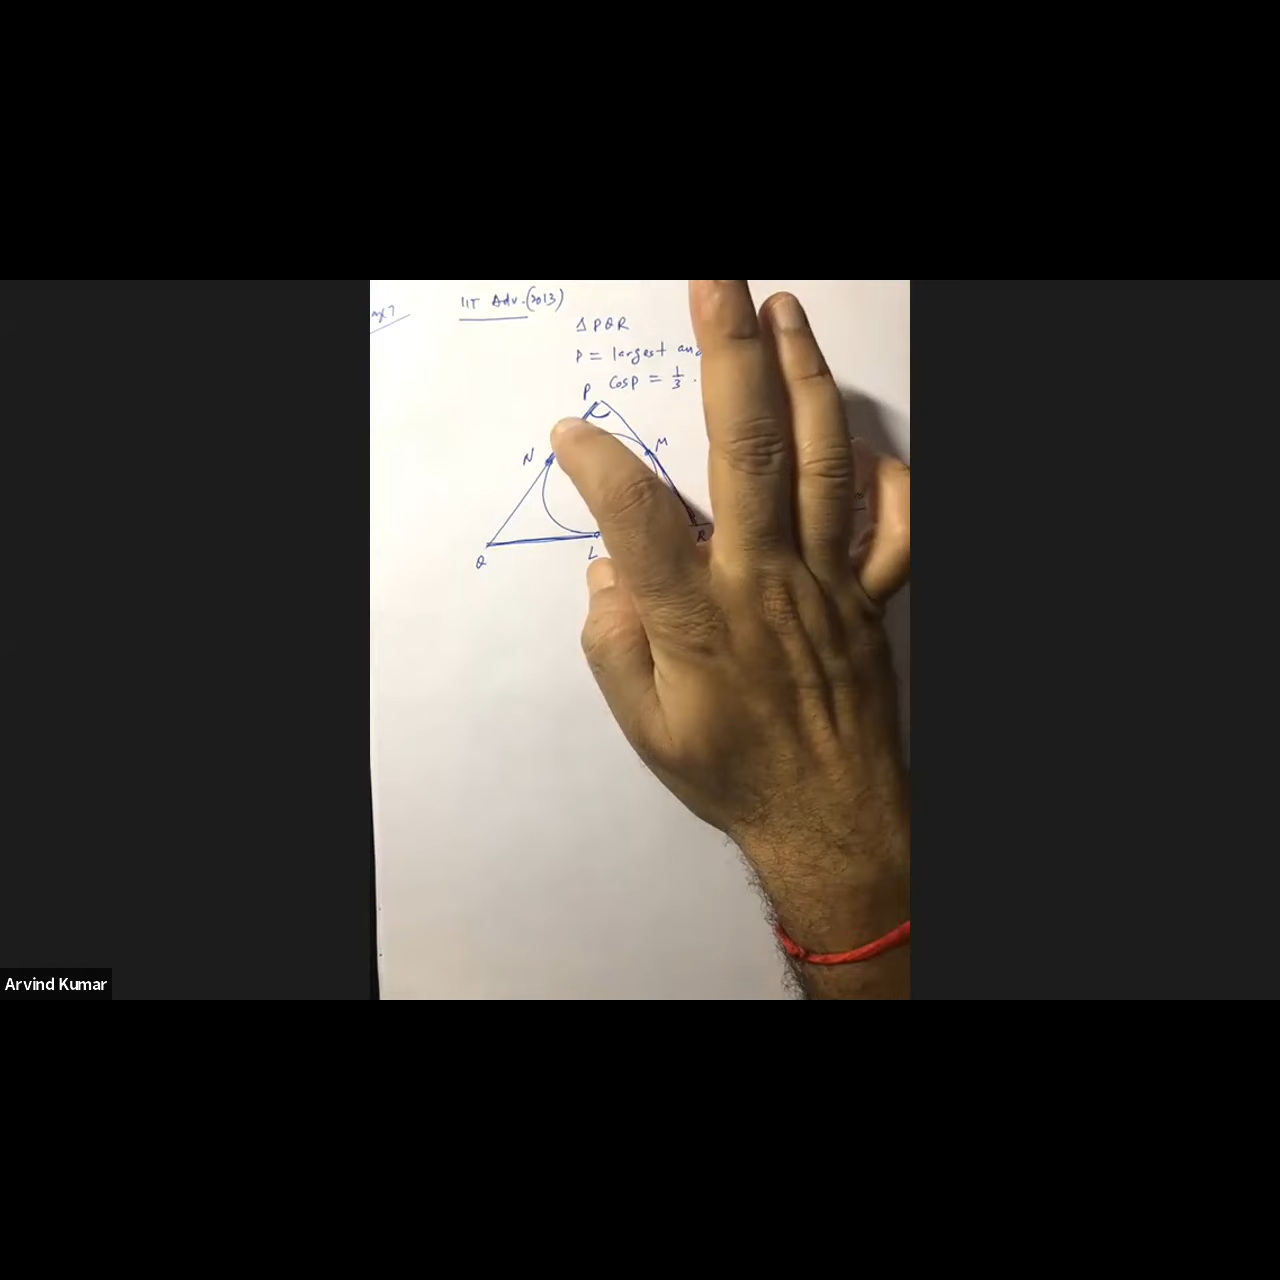 IIT Adv. (2013)
Δ PQR
P = largest
P cos P = 1/3 .
N M
Q L R
Arvind Kumar